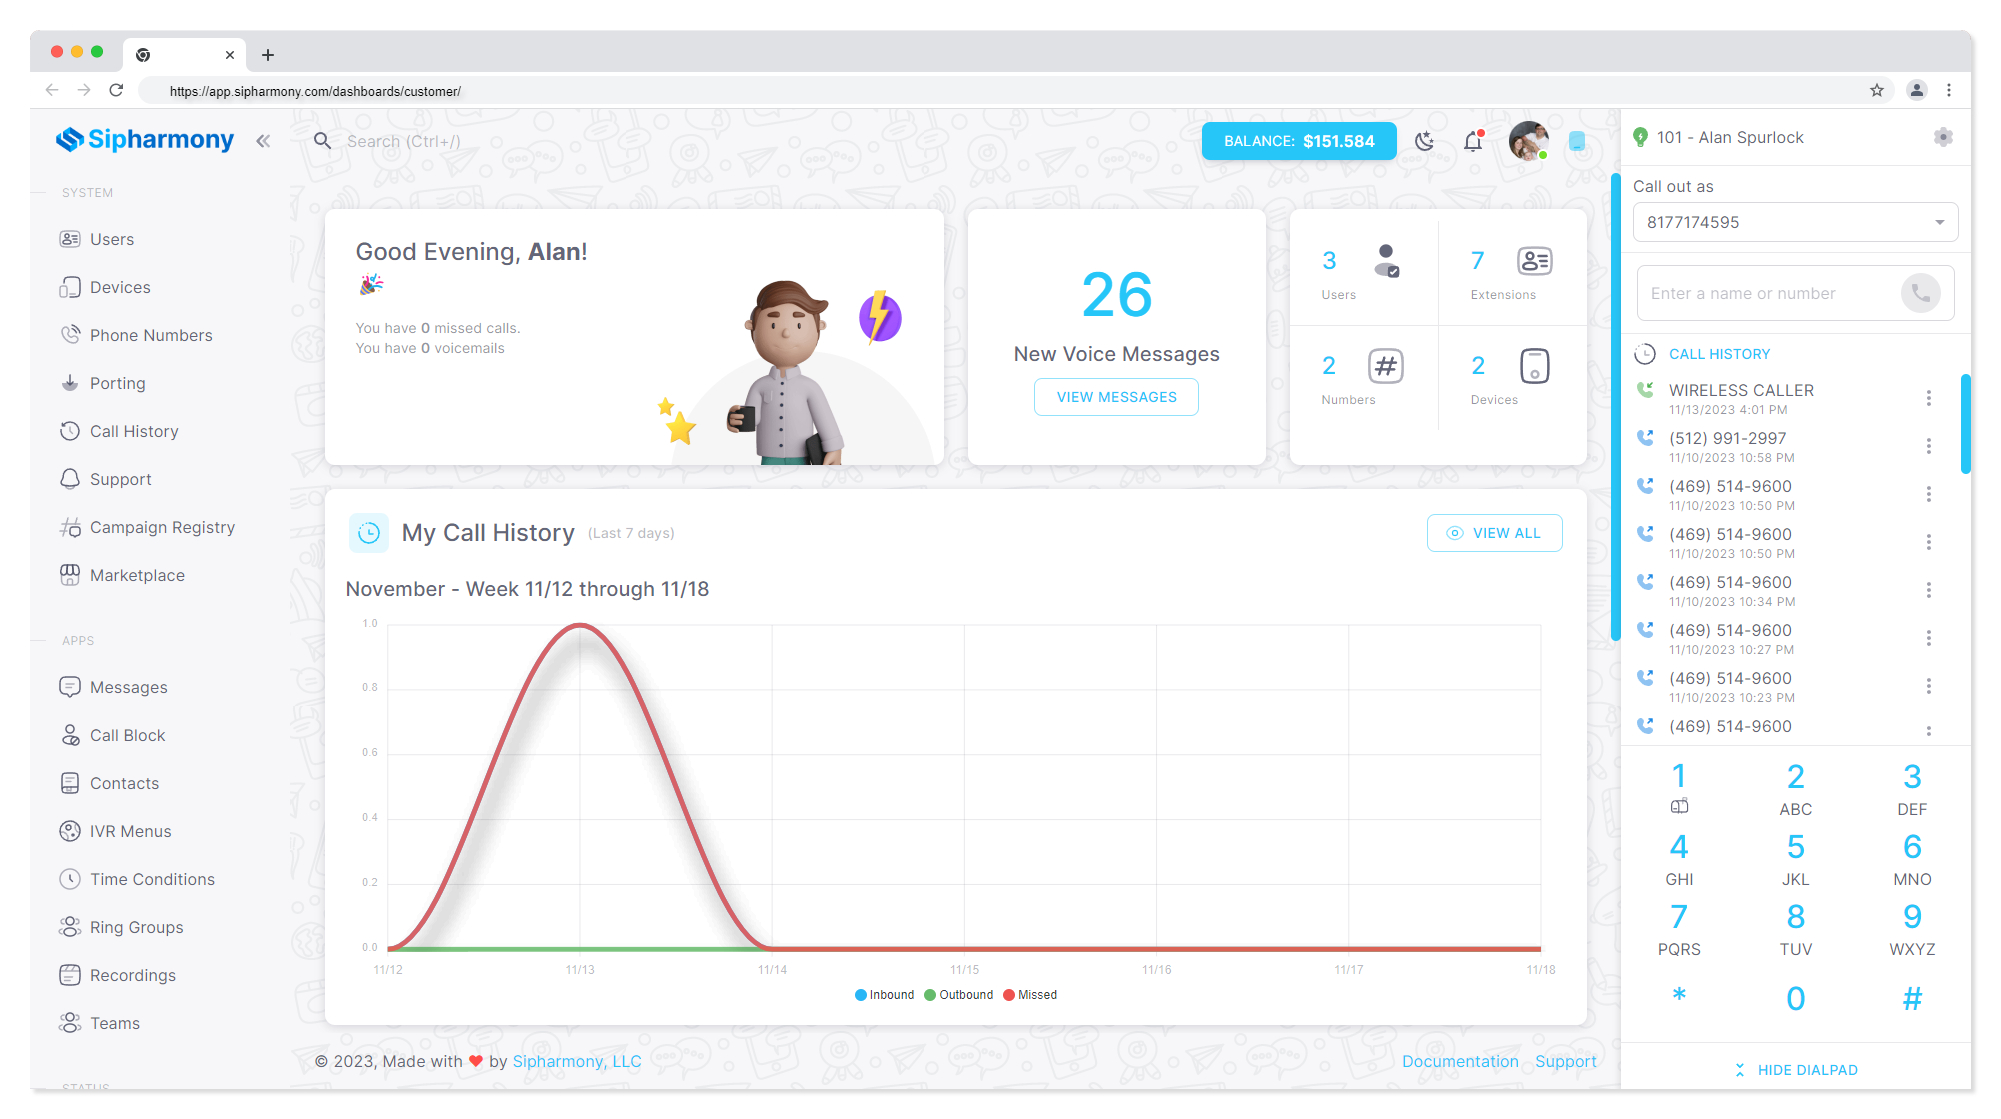 https://app.sipharmony.com/dashboards/customer/
Sipharmony
Search (Ctrl+/)
BALANCE: $151.584
SYSTEM
Users
Devices
Phone Numbers
Porting
Call History
Support
Campaign Registry
Marketplace
APPS
Messages
Call Block
Contacts
IVR Menus
Time Conditions
Ring Groups
Recordings
Teams
STATUS
Good Evening, Alan!
You have 0 missed calls.
You have 0 voicemails
26
New Voice Messages
VIEW MESSAGES
3
Users
7
Extensions
2
Numbers
2
Devices
My Call History (Last 7 days)
VIEW ALL
November - Week 11/12 through 11/18
1.0
0.8
0.6
0.4
0.2
0.0
11/12 11/13 11/14 11/15 11/16 11/17 11/18
Inbound Outbound Missed
© 2023, Made with ❤ by Sipharmony, LLC
Documentation Support
101 - Alan Spurlock
Call out as
8177174595
Enter a name or number
CALL HISTORY
WIRELESS CALLER
11/13/2023 4:01 PM
(512) 991-2997
11/10/2023 10:58 PM
(469) 514-9600
11/10/2023 10:50 PM
(469) 514-9600
11/10/2023 10:50 PM
(469) 514-9600
11/10/2023 10:34 PM
(469) 514-9600
11/10/2023 10:27 PM
(469) 514-9600
11/10/2023 10:23 PM
(469) 514-9600
1 2 3
ABC DEF
4 5 6
GHI JKL MNO
7 8 9
PQRS TUV WXYZ
* 0 #
HIDE DIALPAD